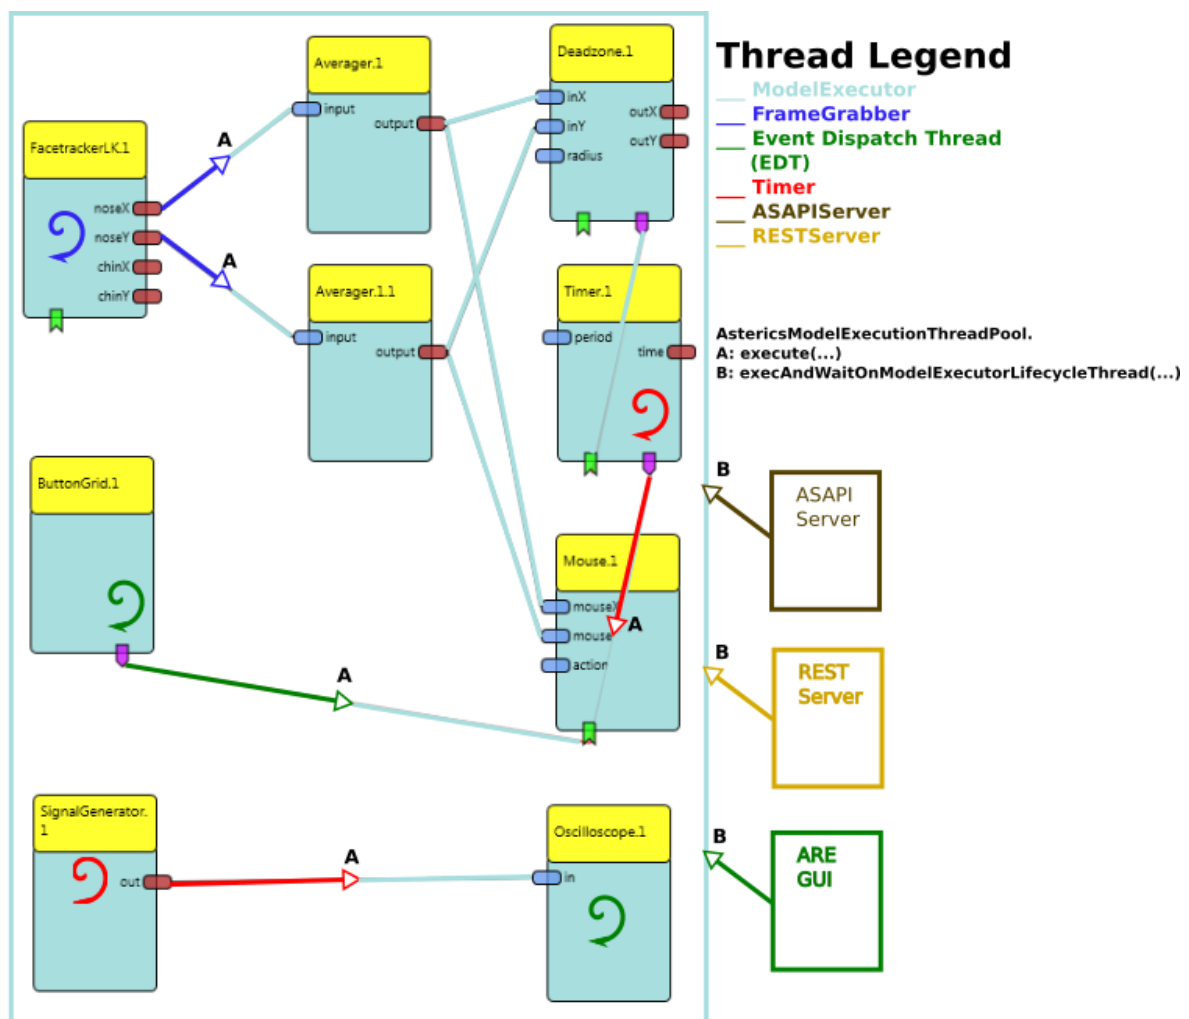 Thread Legend
ModelExecutor
FrameGrabber
Event Dispatch Thread
(EDT)
Timer
ASAPIServer
RESTServer
AstericsModelExecutionThreadPool.
A: execute(...)
B: execAndWaitOnModelExecutorLifecycleThread(...)
FacetrackerLK.1
noseX
noseY
chinX
chinY
A
A
Averager.1
input
output
Averager.1.1
input
output
Deadzone.1
inX
inY
radius
outX
outY
Timer.1
period
time
ButtonGrid.1
A
Mouse.1
mouseX
mouse
action
A
SignalGenerator.
1
out
A
Oscilloscope.1
in
B
ASAPI
Server
B
REST
Server
B
ARE
GUI